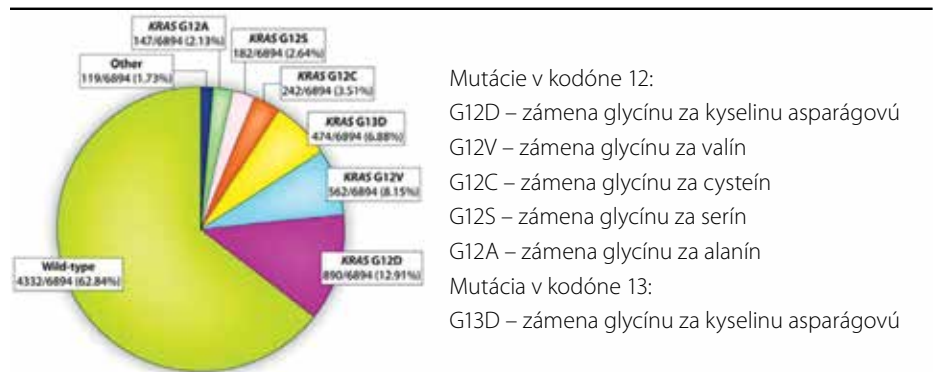 KRAS G12A
147/6894 (2.13%)
KRAS G12S
182/6894 (2.64%)
Other
119/6894 (1.73%)
KRAS G12C
242/6894 (3.51%)
KRAS G13D
474/6894 (6.88%)
KRAS G12V
562/6894 (8.15%)
KRAS G12D
890/6894 (12.91%)
Wild-type
4332/6894 (62.84%)
Mutácie v kodóne 12:
G12D – zámena glycínu za kyselinu asparágovú
G12V – zámena glycínu za valín
G12C – zámena glycínu za cysteín
G12S – zámena glycínu za serín
G12A – zámena glycínu za alanín
Mutácia v kodóne 13:
G13D – zámena glycínu za kyselinu asparágovú